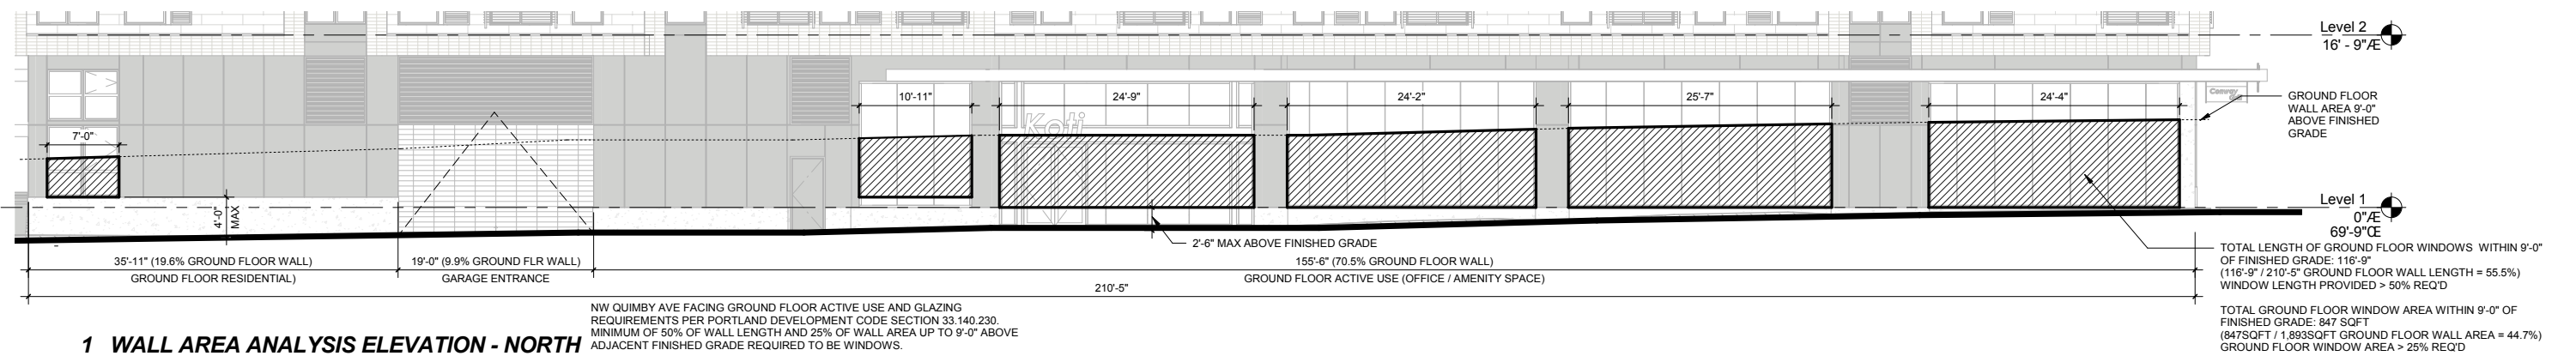 Level 2
16' - 9"Æ
10'-11"
24'-9"
24'-2"
25'-7"
24'-4"
Conway
GROUND FLOOR
WALL AREA 9'-0"
ABOVE FINISHED
GRADE
Koti
7'-0"
4'-0"
MAX
Level 1
0"Æ
69'-9"Œ
2'-6" MAX ABOVE FINISHED GRADE
35'-11" (19.6% GROUND FLOOR WALL)
GROUND FLOOR RESIDENTIAL)
19'-0" (9.9% GROUND FLR WALL)
GARAGE ENTRANCE
155'-6" (70.5% GROUND FLOOR WALL)
GROUND FLOOR ACTIVE USE (OFFICE / AMENITY SPACE)
210'-5"
TOTAL LENGTH OF GROUND FLOOR WINDOWS WITHIN 9'-0"
OF FINISHED GRADE: 116'-9"
(116'-9" / 210'-5" GROUND FLOOR WALL LENGTH = 55.5%)
WINDOW LENGTH PROVIDED > 50% REQ'D
TOTAL GROUND FLOOR WINDOW AREA WITHIN 9'-0" OF
FINISHED GRADE: 847 SQFT
(847SQFT / 1,893SQFT GROUND FLOOR WALL AREA = 44.7%)
GROUND FLOOR WINDOW AREA > 25% REQ'D
1 WALL AREA ANALYSIS ELEVATION - NORTH
NW QUIMBY AVE FACING GROUND FLOOR ACTIVE USE AND GLAZING
REQUIREMENTS PER PORTLAND DEVELOPMENT CODE SECTION 33.140.230.
MINIMUM OF 50% OF WALL LENGTH AND 25% OF WALL AREA UP TO 9'-0" ABOVE
ADJACENT FINISHED GRADE REQUIRED TO BE WINDOWS.